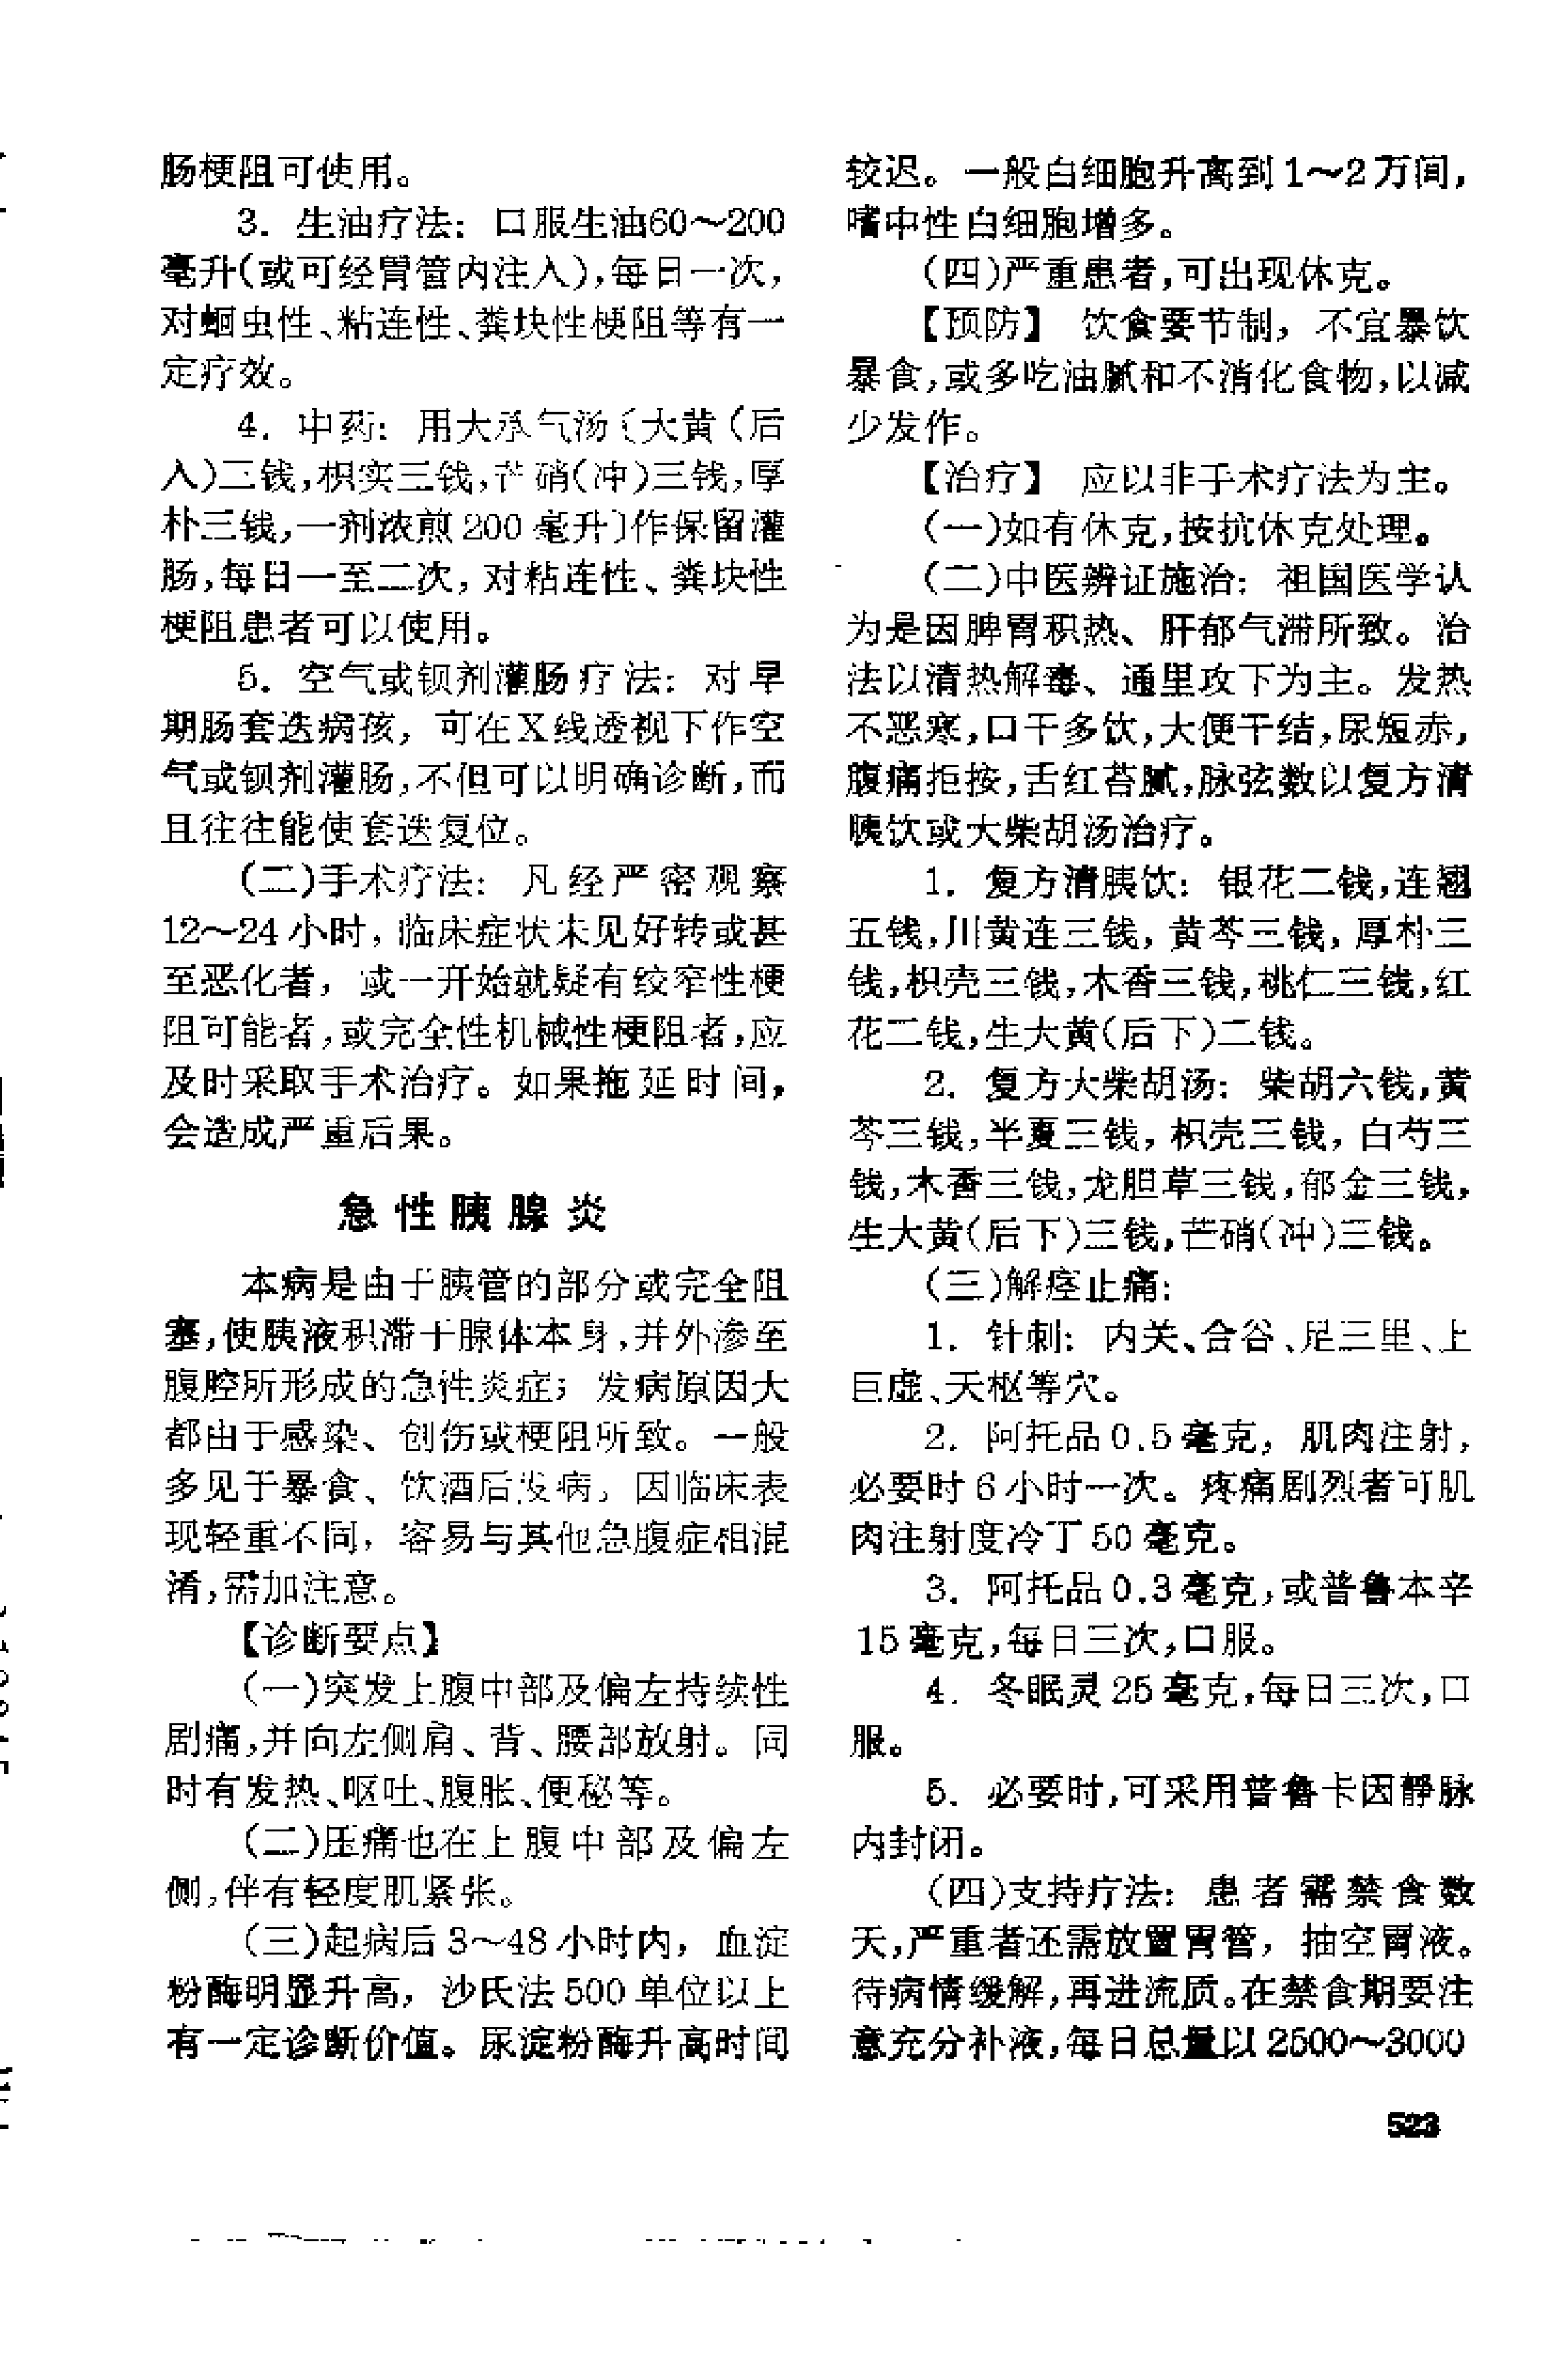 肠梗阻可使用。
3. 生油疗法：口服生油60～200
毫升(或可经胃管内注入),每日一次,
对蛔虫性、粘连性、粪块性梗阻等有一
定疗效。
4. 中药：用大承气汤〔大黄(后
入)三钱,枳实三钱,芒硝(冲)三钱,厚
朴三钱,一剂浓煎200毫升〕作保留灌
肠,每日一至二次,对粘连性、粪块性
梗阻患者可以使用。
5. 空气或钡剂灌肠疗法：对早
期肠套迭病孩，可在X线透视下作空
气或钡剂灌肠,不但可以明确诊断,而
且往往能使套迭复位。
(二)手术疗法：凡经严密观察
12～24小时，临床症状未见好转或甚
至恶化者，或一开始就疑有绞窄性梗
阻可能者,或完全性机械性梗阻者,应
及时采取手术治疗。如果拖延时间,
会造成严重后果。
急性胰腺炎
本病是由于胰管的部分或完全阻
塞,使胰液积滞于腺体本身,并外渗至
腹腔所形成的急性炎症；发病原因大
都由于感染、创伤或梗阻所致。一般
多见于暴食、饮酒后发病。因临床表
现轻重不同，容易与其他急腹症相混
淆,需加注意。
【诊断要点】
(一)突发上腹中部及偏左持续性
剧痛,并向左侧肩、背、腰部放射。同
时有发热、呕吐、腹胀、便秘等。
(二)压痛也在上腹中部及偏左
侧,伴有轻度肌紧张。
(三)起病后3～48小时内，血淀
粉酶明显升高，沙氏法500单位以上
有一定诊断价值。尿淀粉酶升高时间
较迟。一般白细胞升高到1～2万间,
嗜中性白细胞增多。
(四)严重患者,可出现休克。
【预防】 饮食要节制，不宜暴饮
暴食,或多吃油腻和不消化食物,以减
少发作。
【治疗】 应以非手术疗法为主。
(一)如有休克,按抗休克处理。
(二)中医辨证施治：祖国医学认
为是因脾胃积热、肝郁气滞所致。治
法以清热解毒、通里攻下为主。发热
不恶寒,口干多饮,大便干结,尿短赤,
腹痛拒按,舌红苔腻,脉弦数以复方清
胰饮或大柴胡汤治疗。
1. 复方清胰饮：银花二钱,连翘
五钱,川黄连三钱,黄芩三钱,厚朴三
钱,枳壳三钱,木香三钱,桃仁三钱,红
花二钱,生大黄(后下)二钱。
2. 复方大柴胡汤：柴胡六钱,黄
芩三钱,半夏三钱,枳壳三钱,白芍三
钱,木香三钱,龙胆草三钱,郁金三钱,
生大黄(后下)三钱,芒硝(冲)三钱。
(三)解痉止痛：
1. 针刺：内关、合谷、足三里、上
巨虚、天枢等穴。
2. 阿托品0.5毫克，肌肉注射,
必要时6小时一次。疼痛剧烈者可肌
肉注射度冷丁50毫克。
3. 阿托品0.3毫克,或普鲁本辛
15毫克,每日三次,口服。
4. 冬眠灵25毫克,每日三次,口
服。
5. 必要时,可采用普鲁卡因静脉
内封闭。
(四)支持疗法：患者需禁食数
天,严重者还需放置胃管，抽空胃液。
待病情缓解,再进流质。在禁食期要注
意充分补液,每日总量以2500～3000
523